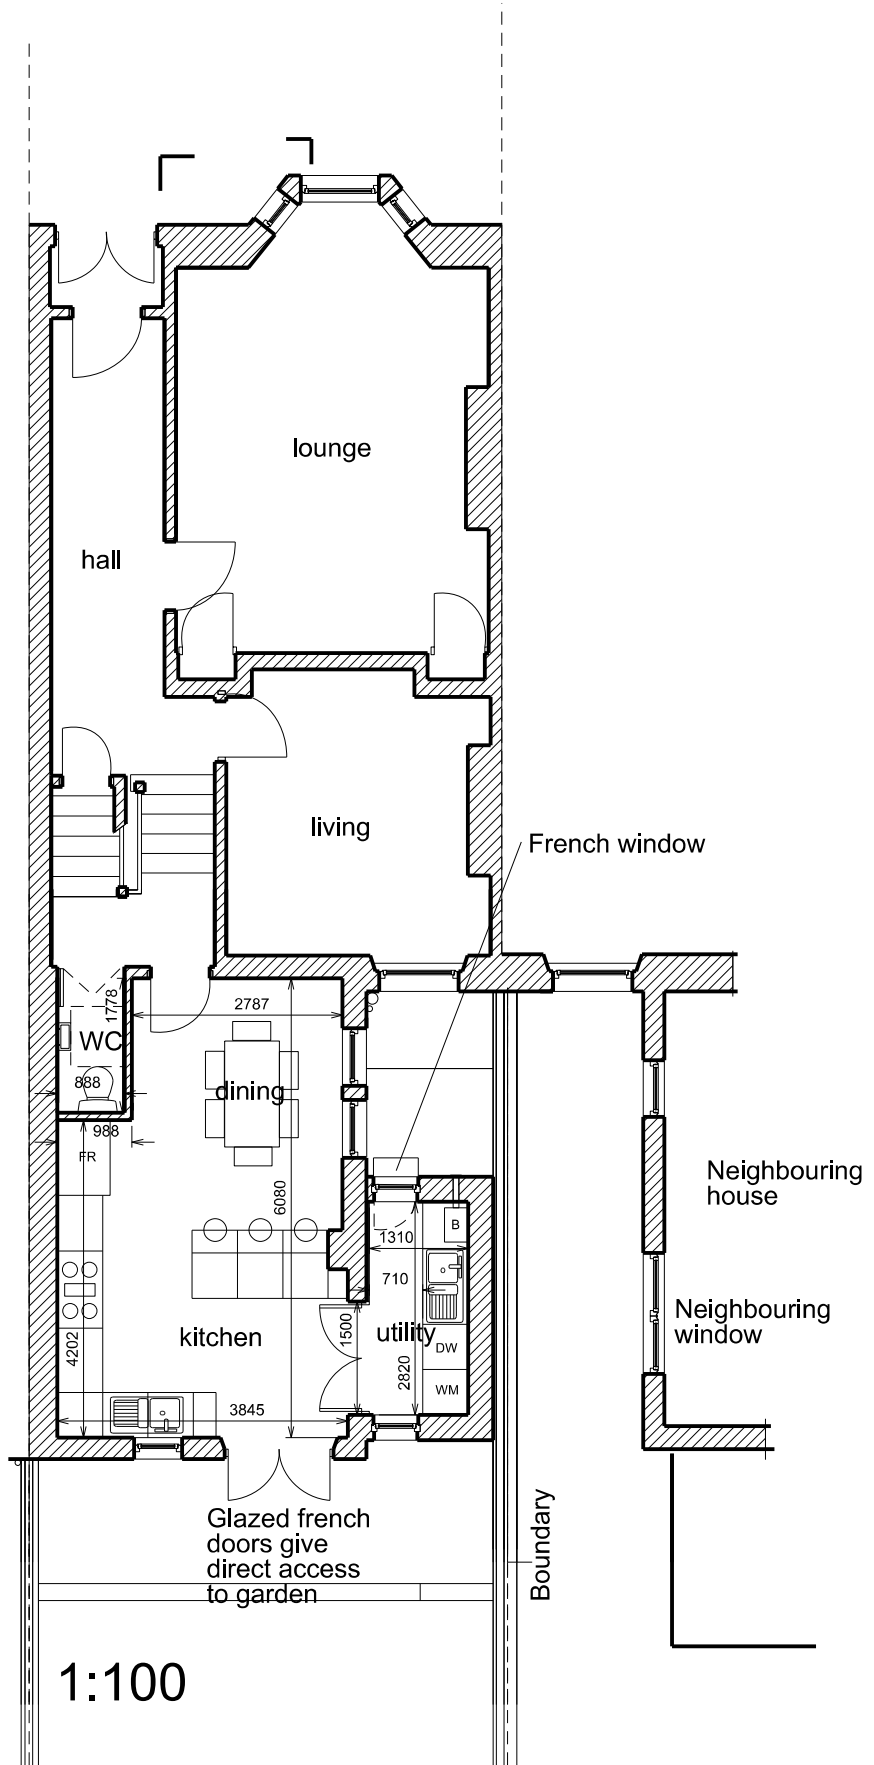 lounge
hall
living
French window
2787
1778
WC
888
dining
988
FR
6080
B
1310
710
Neighbouring
house
Neighbouring
window
kitchen
utility
1500
4202
2820
DW
WM
3845
Glazed french
doors give
direct access
to garden
Boundary
1:100